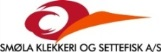 SMØLA KLEKKERI OG SETTEFISK A/S